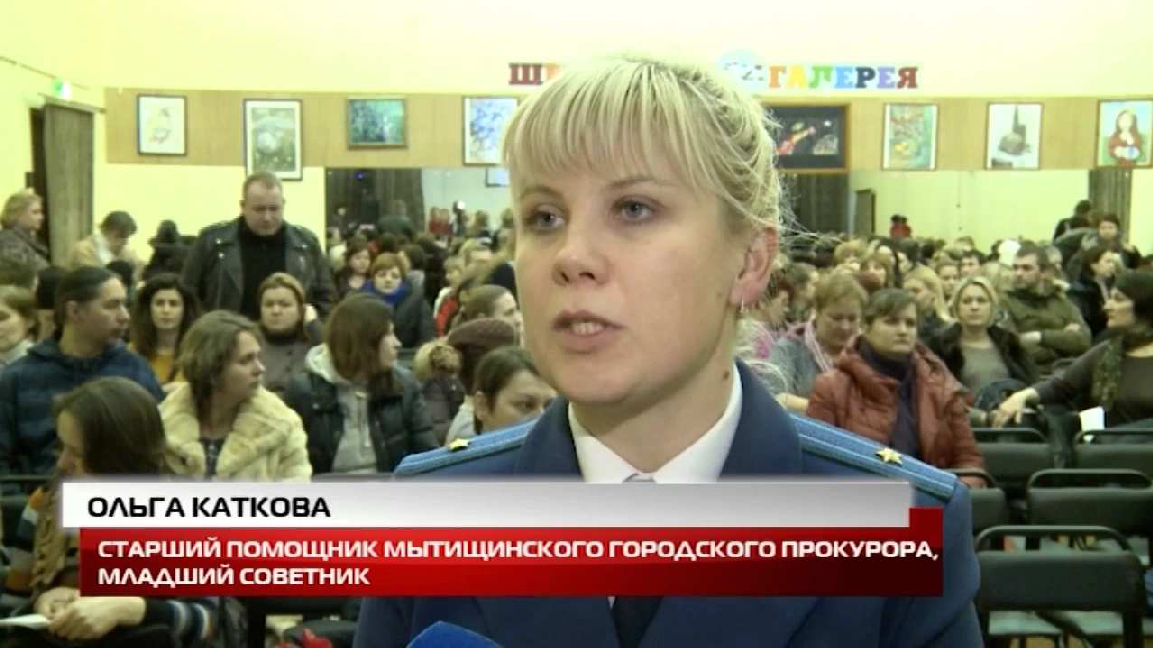 ГАЛЕРЕЯ
ОЛЬГА КАТКОВА
СТАРШИЙ ПОМОЩНИК МЫТИЩИНСКОГО ГОРОДСКОГО ПРОКУРОРА,
МЛАДШИЙ СОВЕТНИК